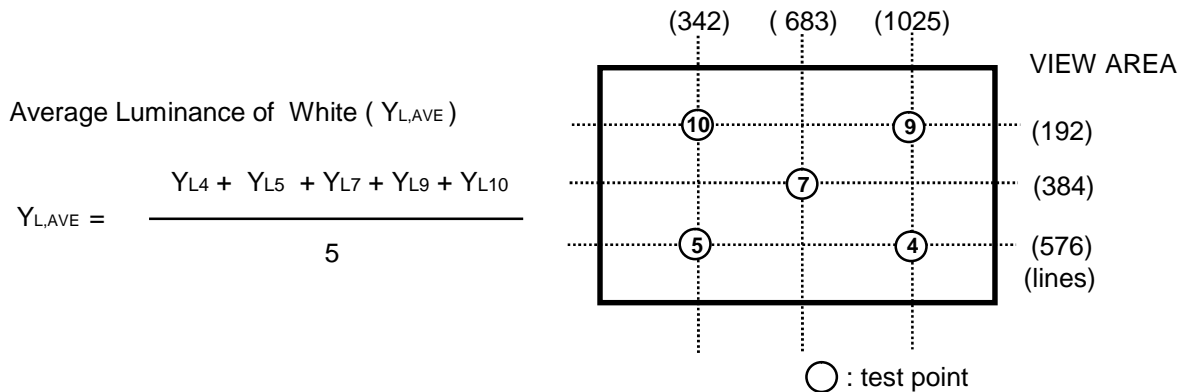 (342) ( 683) (1025)
VIEW AREA
Average Luminance of White ( YL,AVE )
10 9 (192)
YL4 + YL5 + YL7 + YL9 + YL10
7 (384)
YL,AVE =
5
5 4 (576)
(lines)
: test point